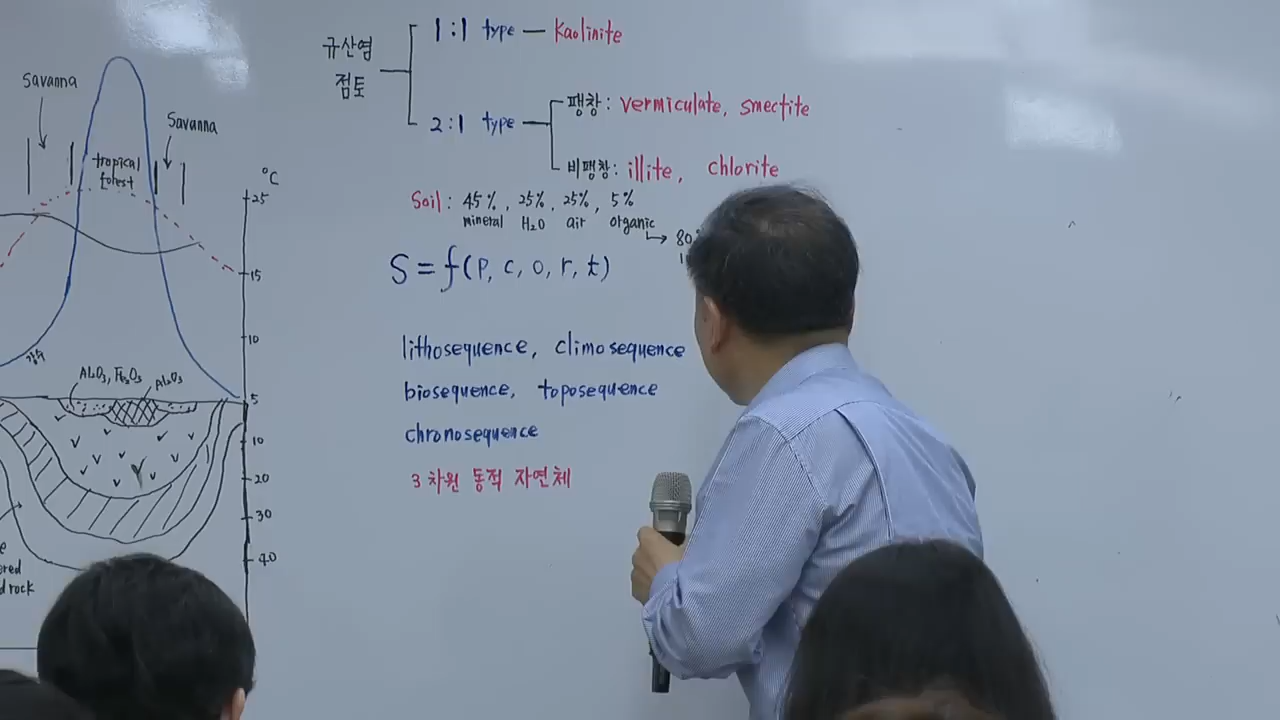 Savanna
Savanna
tropical
forest
℃
25
15
10
5
10
20
30
40
강수
Al₂O₃, Fe₂O₃
Al₂O₃
ered
d rock
규산염
점토
1:1 type — Kaolinite
2:1 type
팽창: vermiculate, smectite
비팽창: illite, chlorite
Soil: 45%, 25%, 25%, 5%
mineral H₂O air organic
→ 80
S = f(P, c, o, r, t)
lithosequence, climosequence
biosequence, toposequence
chronosequence
3차원 동적 자연체